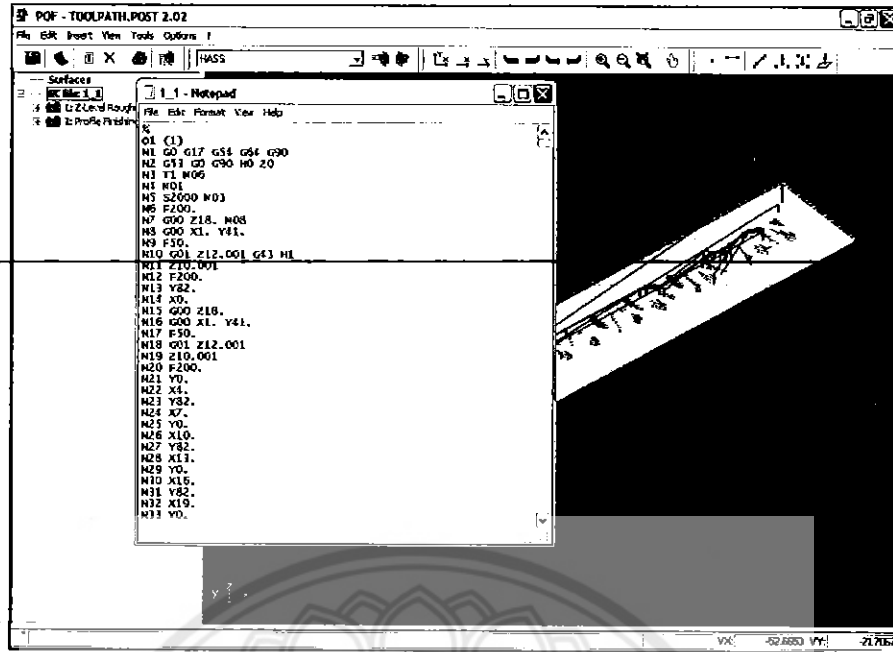 POF - TOOLPATH.POST 2.02
File Edit Insert View Tools Options ?
HASS
Surfaces
NC File: 1_1
1: Z-Level Rough
2: Profile Finishing
1_1 - Notepad
File Edit Format View Help
%
O1 (1)
N1 G0 G17 G54 G64 G90
N2 G53 G0 G90 H0 Z0
N3 T1 M06
N4 M01
N5 S2000 M03
N6 F200.
N7 G00 Z18. M08
N8 G00 X1. Y41.
N9 F50.
N10 G01 Z12.001 G43 H1
N11 Z10.001
N12 F200.
N13 Y82.
N14 X0.
N15 G00 Z18.
N16 G00 X1. Y41.
N17 F50.
N18 G01 Z12.001
N19 Z10.001
N20 F200.
N21 Y0.
N22 X4.
N23 Y82.
N24 X7.
N25 Y0.
N26 X10.
N27 Y82.
N28 X13.
N29 Y0.
N30 X16.
N31 Y82.
N32 X19.
N33 Y0.
Y Z
VX: -52.6650 VY: